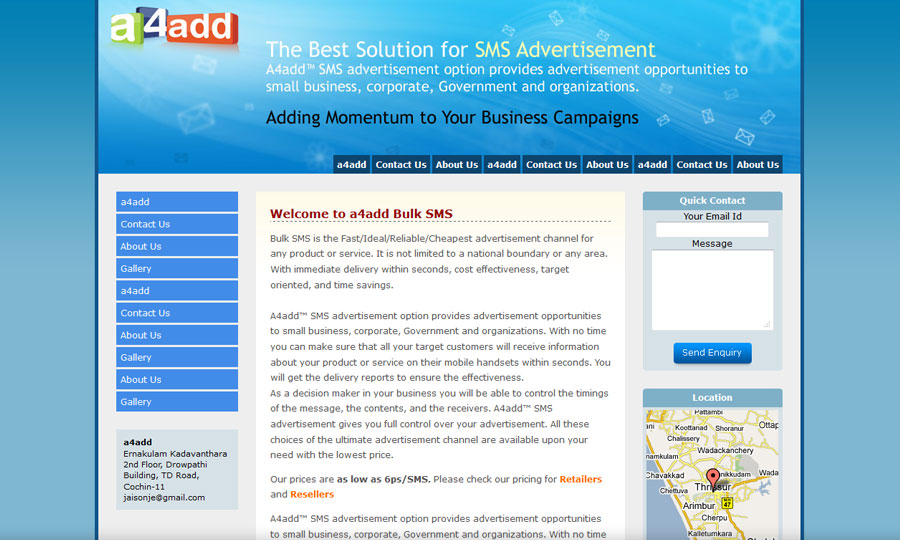 a4add
The Best Solution for SMS Advertisement
A4add™ SMS advertisement option provides advertisement opportunities to
small business, corporate, Government and organizations.
Adding Momentum to Your Business Campaigns
a4add Contact Us About Us a4add Contact Us About Us a4add Contact Us About Us
a4add
Contact Us
About Us
Gallery
a4add
Contact Us
About Us
Gallery
About Us
Gallery
a4add
Ernakulam Kadavanthara
2nd Floor, Drowpathi
Building, TD Road,
Cochin-11
jaisonje@gmail.com
Welcome to a4add Bulk SMS
Bulk SMS is the Fast/Ideal/Reliable/Cheapest advertisement channel for
any product or service. It is not limited to a national boundary or any area.
With immediate delivery within seconds, cost effectiveness, target
oriented, and time savings.
A4add™ SMS advertisement option provides advertisement opportunities
to small business, corporate, Government and organizations. With no time
you can make sure that all your target customers will receive information
about your product or service on their mobile handsets within seconds. You
will get the delivery reports to ensure the effectiveness.
As a decision maker in your business you will be able to control the timings
of the message, the contents, and the receivers. A4add™ SMS
advertisement gives you full control over your advertisement. All these
choices of the ultimate advertisement channel are available upon your
need with the lowest price.
Our prices are as low as 6ps/SMS. Please check our pricing for Retailers
and Resellers
A4add™ SMS advertisement option provides advertisement opportunities
to small business, corporate, Government and organizations. With no time
Quick Contact
Your Email Id
Message
Send Enquiry
Location
Pattambi
Koottanad Shoranur Ottap
Chalissery
namkulam
Wadackanchery
Chavakkad
nikkudam Wada
Chettuva
Thrissur
Arimbur
47
Cherpu
Kalletumkara